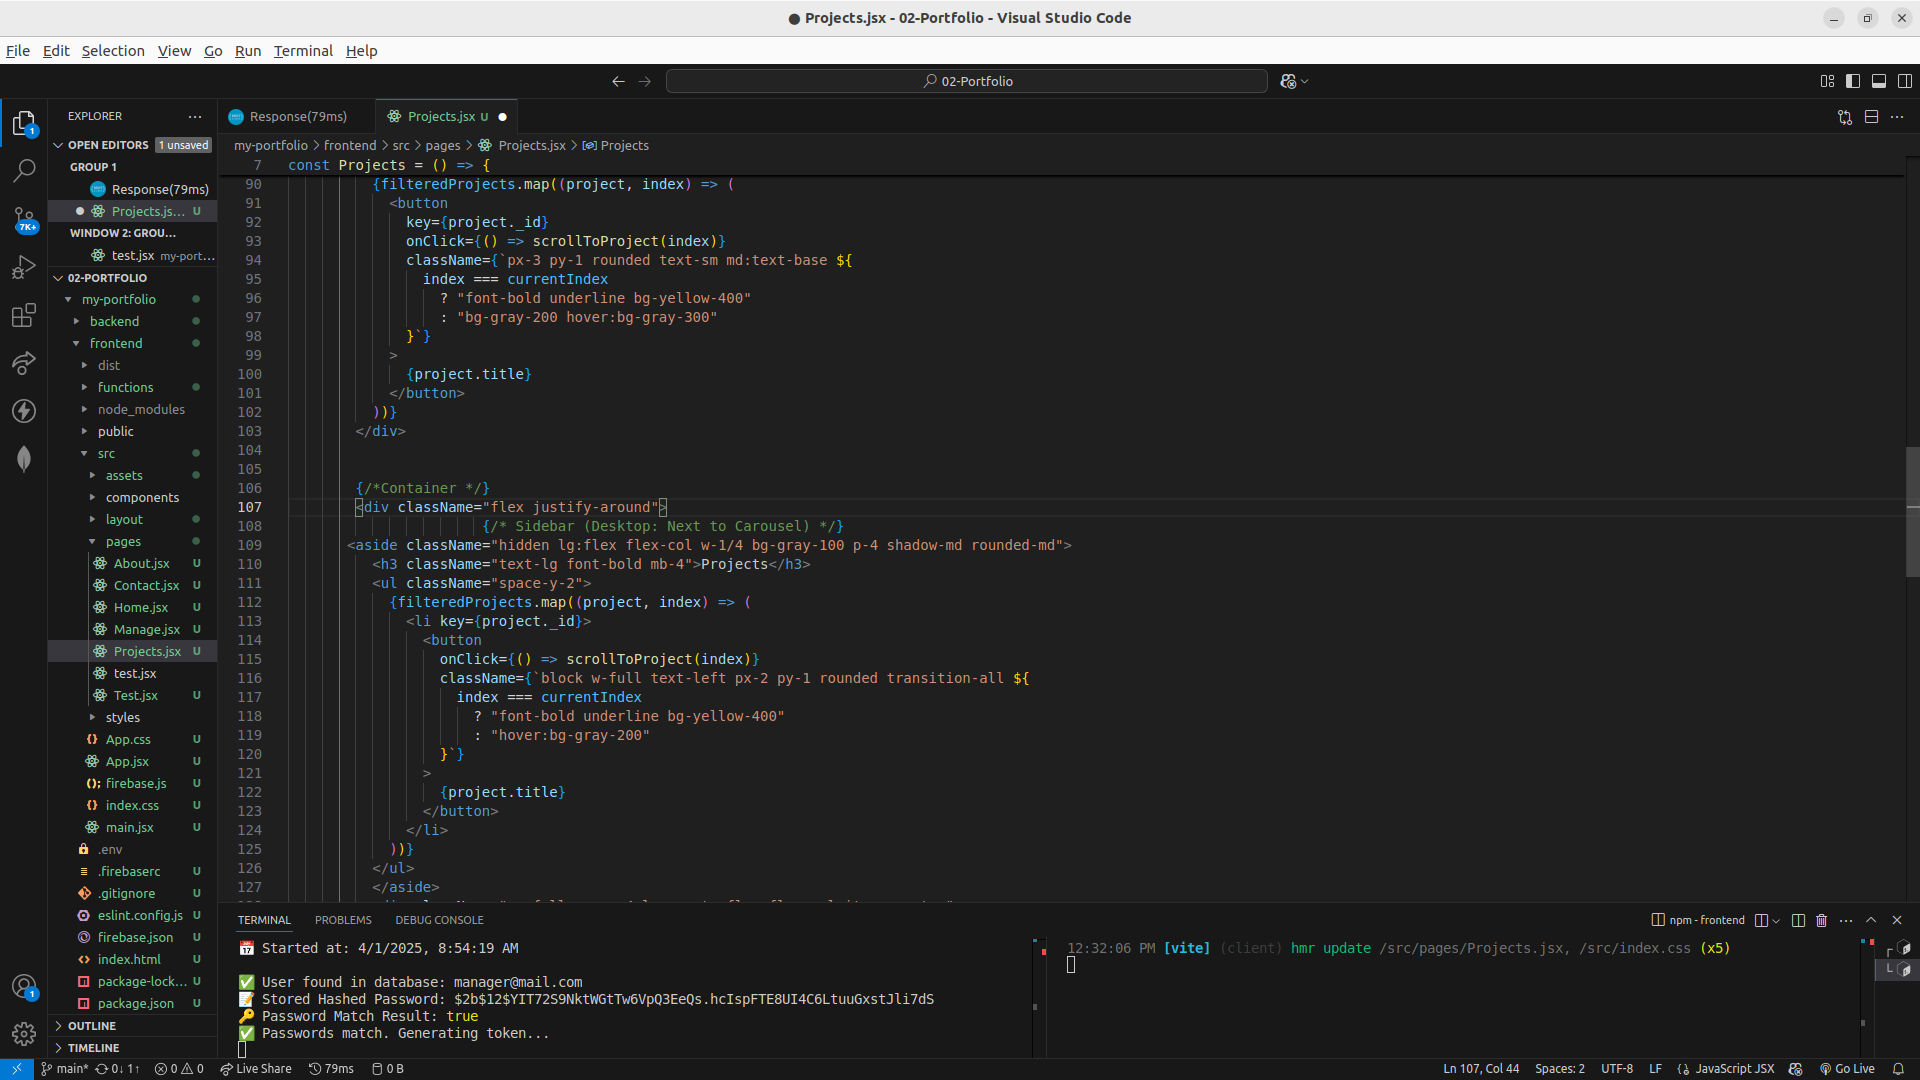 ● Projects.jsx - 02-Portfolio - Visual Studio Code
File Edit Selection View Go Run Terminal Help
02-Portfolio
EXPLORER
OPEN EDITORS 1 unsaved
GROUP 1
Response(79ms)
Projects.js... U
WINDOW 2: GROU...
test.jsx my-port...
02-PORTFOLIO
my-portfolio
backend
frontend
dist
functions
node_modules
public
src
assets
components
layout
pages
About.jsx U
Contact.jsx U
Home.jsx U
Manage.jsx U
Projects.jsx U
test.jsx
Test.jsx U
styles
App.css U
App.jsx U
firebase.js U
index.css U
main.jsx U
.env
.firebaserc U
.gitignore U
eslint.config.js U
firebase.json U
index.html U
package-lock... U
package.json U
OUTLINE
TIMELINE
1
7K+
1
Response(79ms) Projects.jsx U
my-portfolio > frontend > src > pages > Projects.jsx > Projects
7 const Projects = () => {
90 {filteredProjects.map((project, index) => (
91 <button
92 key={project._id}
93 onClick={() => scrollToProject(index)}
94 className={`px-3 py-1 rounded text-sm md:text-base ${
95 index === currentIndex
96 ? "font-bold underline bg-yellow-400"
97 : "bg-gray-200 hover:bg-gray-300"
98 }`}
99 >
100 {project.title}
101 </button>
102 ))}
103 </div>
104
105
106 {/*Container */}
107 <div className="flex justify-around">
108 {/* Sidebar (Desktop: Next to Carousel) */}
109 <aside className="hidden lg:flex flex-col w-1/4 bg-gray-100 p-4 shadow-md rounded-md">
110 <h3 className="text-lg font-bold mb-4">Projects</h3>
111 <ul className="space-y-2">
112 {filteredProjects.map((project, index) => (
113 <li key={project._id}>
114 <button
115 onClick={() => scrollToProject(index)}
116 className={`block w-full text-left px-2 py-1 rounded transition-all ${
117 index === currentIndex
118 ? "font-bold underline bg-yellow-400"
119 : "hover:bg-gray-200"
120 }`}
121 >
122 {project.title}
123 </button>
124 </li>
125 ))}
126 </ul>
127 </aside>
TERMINAL PROBLEMS DEBUG CONSOLE
npm - frontend
📅 Started at: 4/1/2025, 8:54:19 AM
✅ User found in database: manager@mail.com
📝 Stored Hashed Password: $2b$12$YIT72S9NktWGtTw6VpQ3EeQs.hcIspFTE8UI4C6LtuuGxstJli7dS
🔑 Password Match Result: true
✅ Passwords match. Generating token...
12:32:06 PM [vite] (client) hmr update /src/pages/Projects.jsx, /src/index.css (x5)
main* 0↓ 1↑ 0 0 Live Share 79ms 0 B
Ln 107, Col 44 Spaces: 2 UTF-8 LF JavaScript JSX Go Live